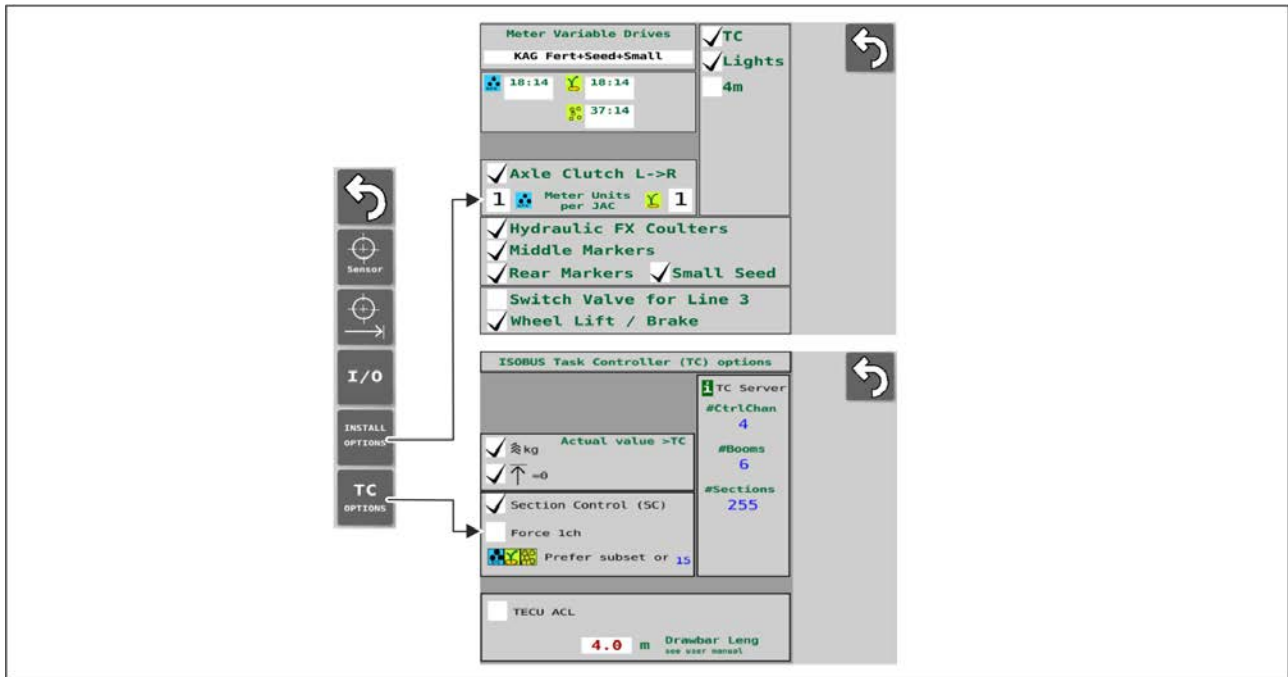 Sensor
I/O
INSTALL
OPTIONS
TC
OPTIONS
Meter Variable Drives
KAG Fert+Seed+Small
18:14 18:14
37:14
TC
Lights
4m
Axle Clutch L->R
1 Meter Units 1
per JAC
Hydraulic FX Coulters
Middle Markers
Rear Markers Small Seed
Switch Valve for Line 3
Wheel Lift / Brake
ISOBUS Task Controller (TC) options
Actual value >TC
kg
=0
Section Control (SC)
Force 1ch
Prefer subset or 15
i TC Server
#CtrlChan
4
#Booms
6
#Sections
255
TECU ACL
4.0 m Drawbar Leng
see user manual